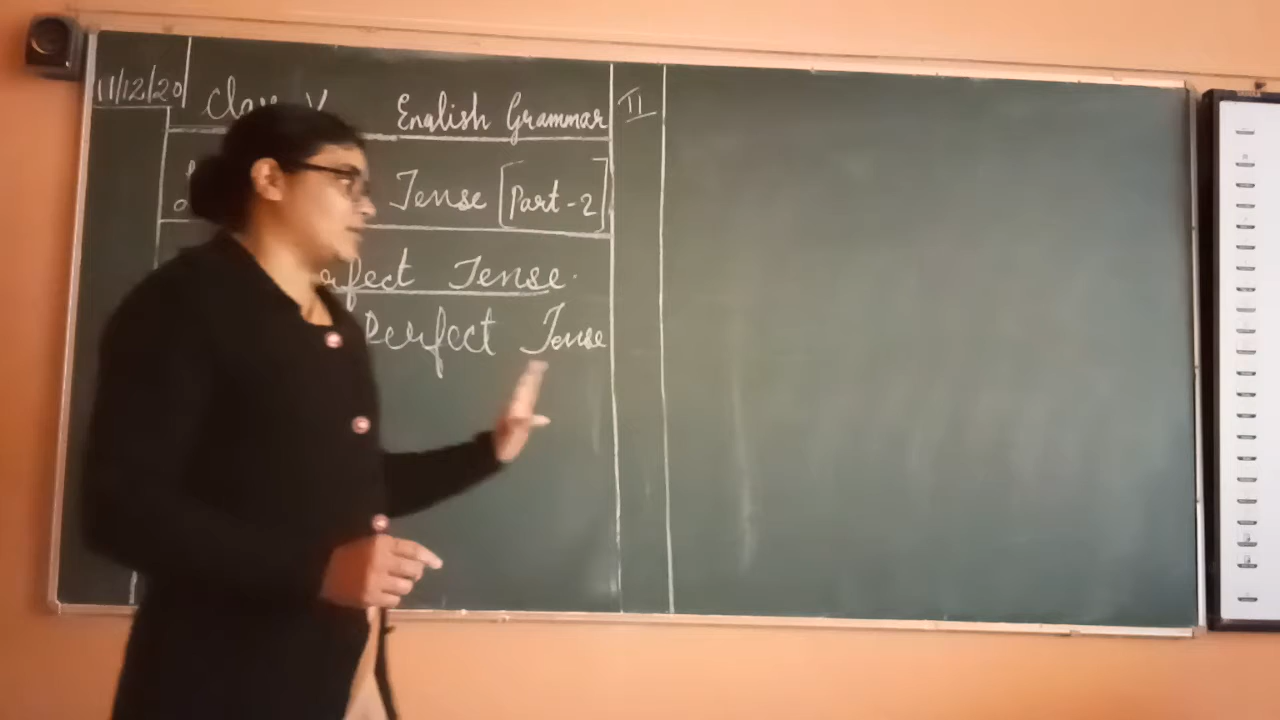 11/12/20
Class V English Grammar II
Tense [Part-2]
Perfect Tense.
Perfect Tense